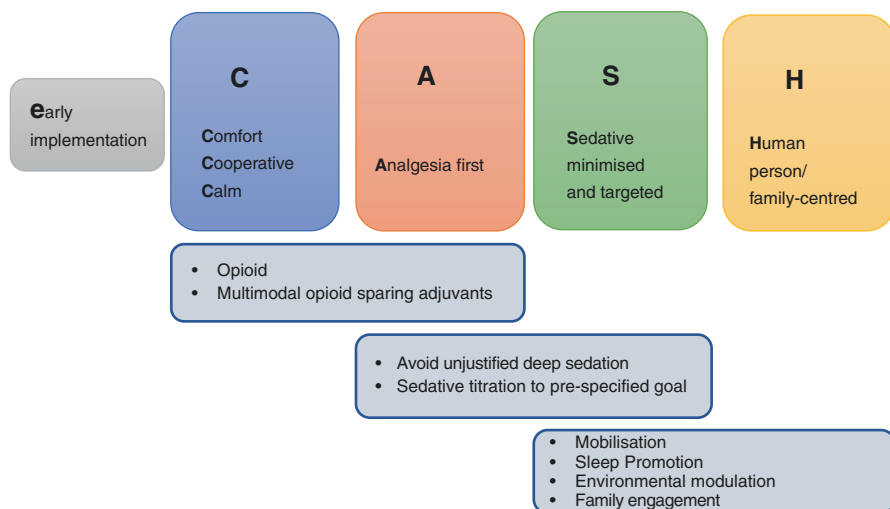 early
implementation
C
Comfort
Cooperative
Calm
A
Analgesia first
S
Sedative
minimised
and targeted
H
Human
person/
family-centred
• Opioid
• Multimodal opioid sparing adjuvants
• Avoid unjustified deep sedation
• Sedative titration to pre-specified goal
• Mobilisation
• Sleep Promotion
• Environmental modulation
• Family engagement